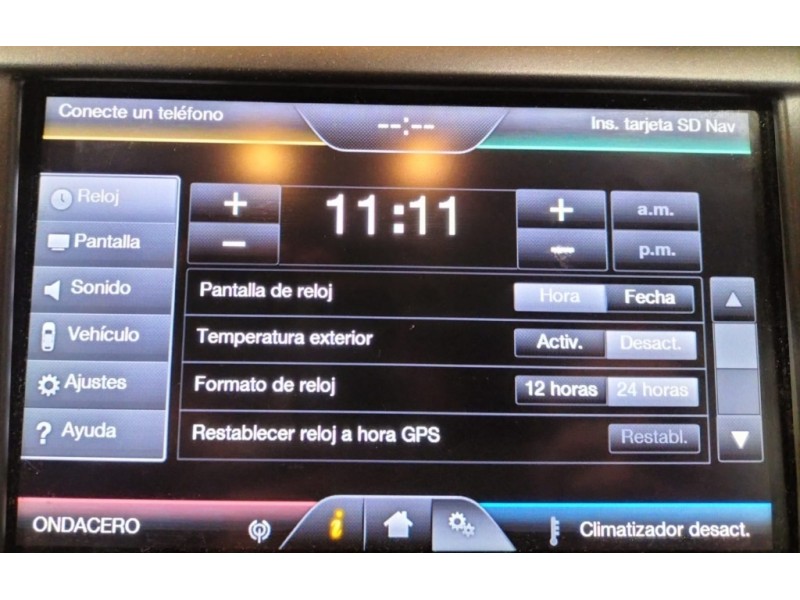 Conecte un teléfono
--:--
Ins. tarjeta SD Nav
Reloj
Pantalla
Sonido
Vehículo
Ajustes
? Ayuda
+ 11:11 + a.m.
− − p.m.
Pantalla de reloj Hora Fecha
Temperatura exterior Activ. Desact.
Formato de reloj 12 horas 24 horas
Restablecer reloj a hora GPS Restabl.
ONDACERO i Climatizador desact.